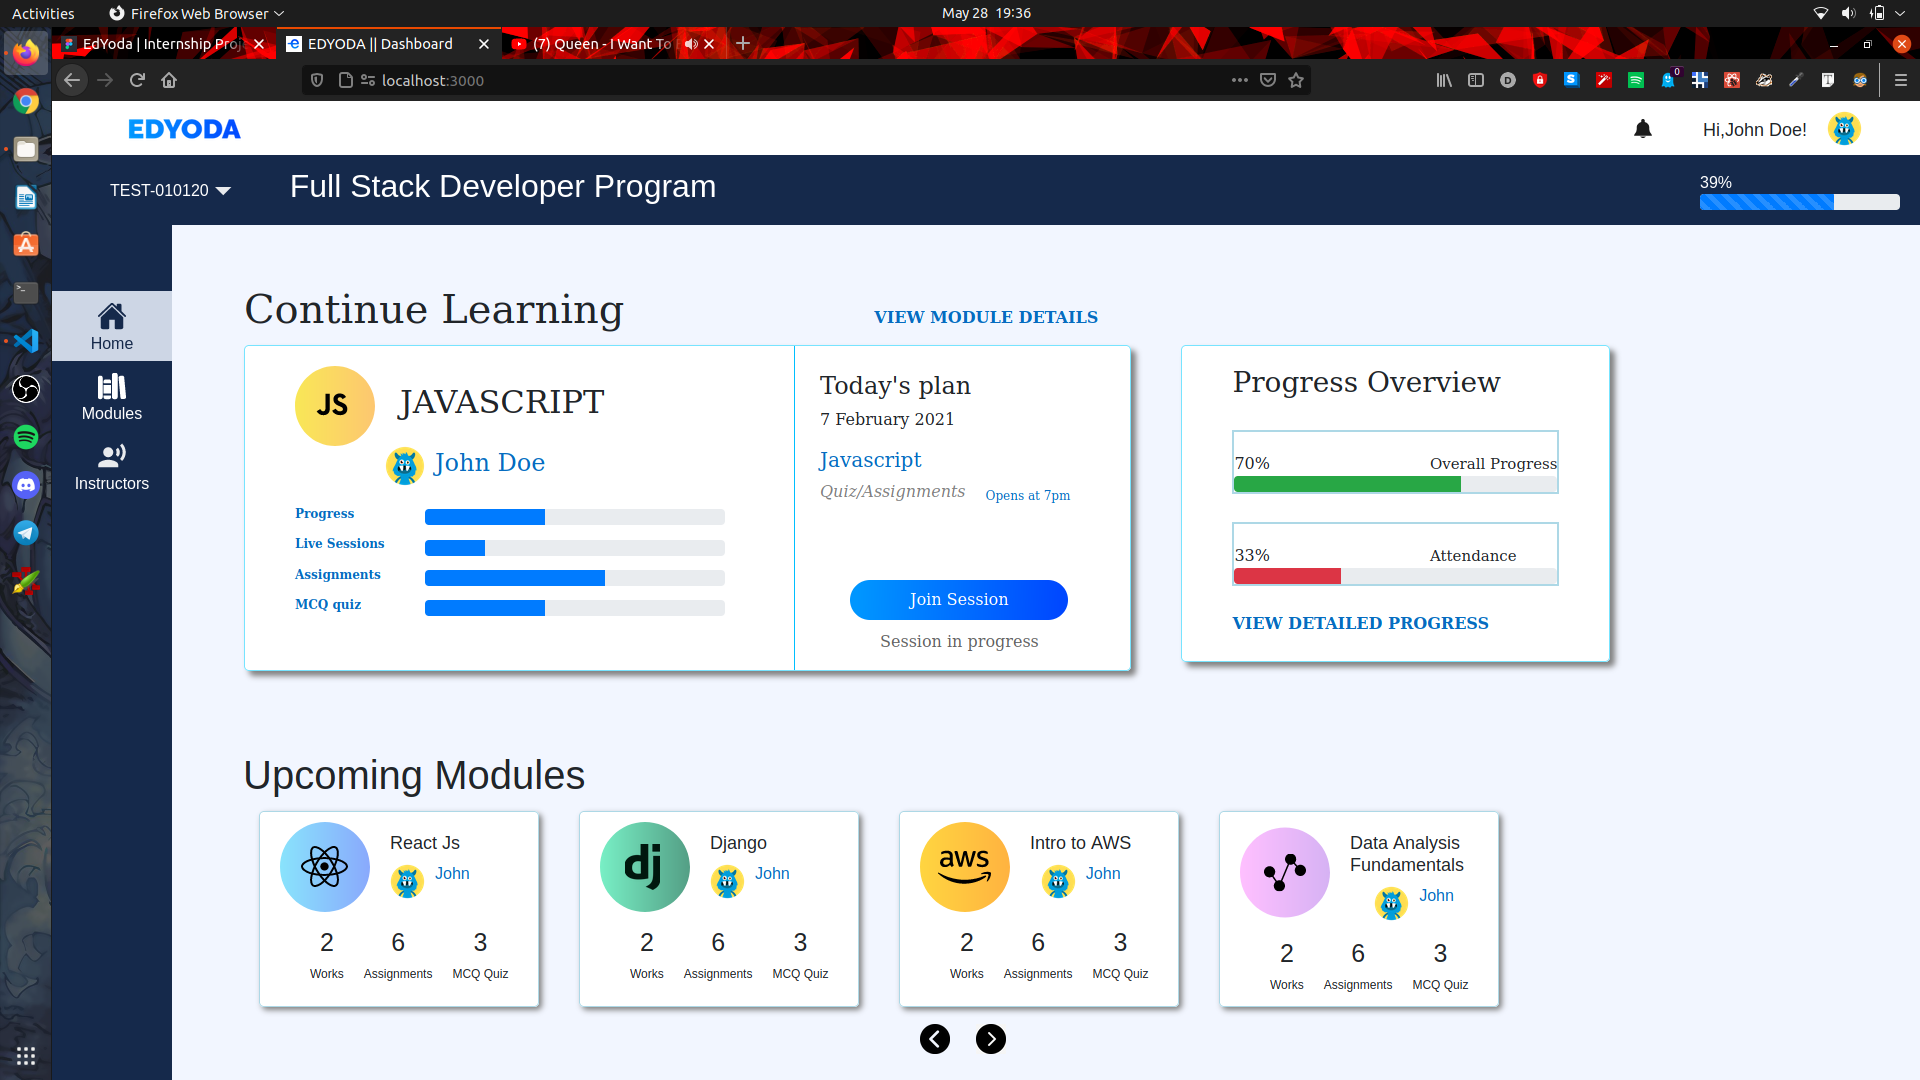 Activities
Firefox Web Browser
May 28 19:36
EdYoda | Internship Proj
EDYODA || Dashboard
(7) Queen - I Want To
localhost:3000
0
EDYODA
Hi,John Doe!
TEST-010120
Full Stack Developer Program
39%
Home
Modules
Instructors
Continue Learning
VIEW MODULE DETAILS
JS
JAVASCRIPT
John Doe
Progress
Live Sessions
Assignments
MCQ quiz
Today's plan
7 February 2021
Javascript
Quiz/Assignments
Opens at 7pm
Join Session
Session in progress
Progress Overview
70%
Overall Progress
33%
Attendance
VIEW DETAILED PROGRESS
Upcoming Modules
React Js
John
2 6 3
Works Assignments MCQ Quiz
dj
Django
John
2 6 3
Works Assignments MCQ Quiz
aws
Intro to AWS
John
2 6 3
Works Assignments MCQ Quiz
Data Analysis
Fundamentals
John
2 6 3
Works Assignments MCQ Quiz